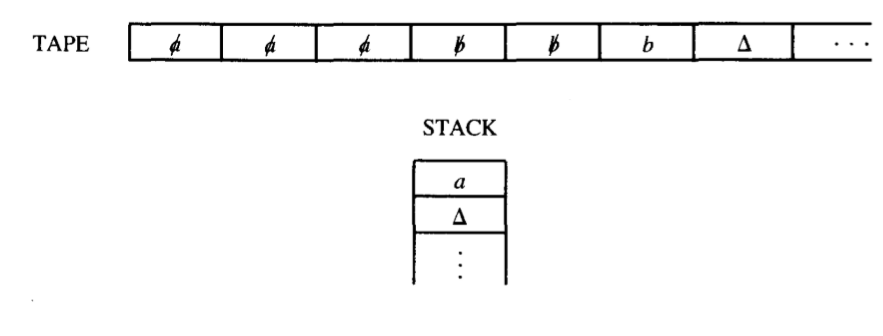 TAPE a̸ a̸ a̸ b̸ b̸ b Δ · · ·
STACK
a
Δ
⋮